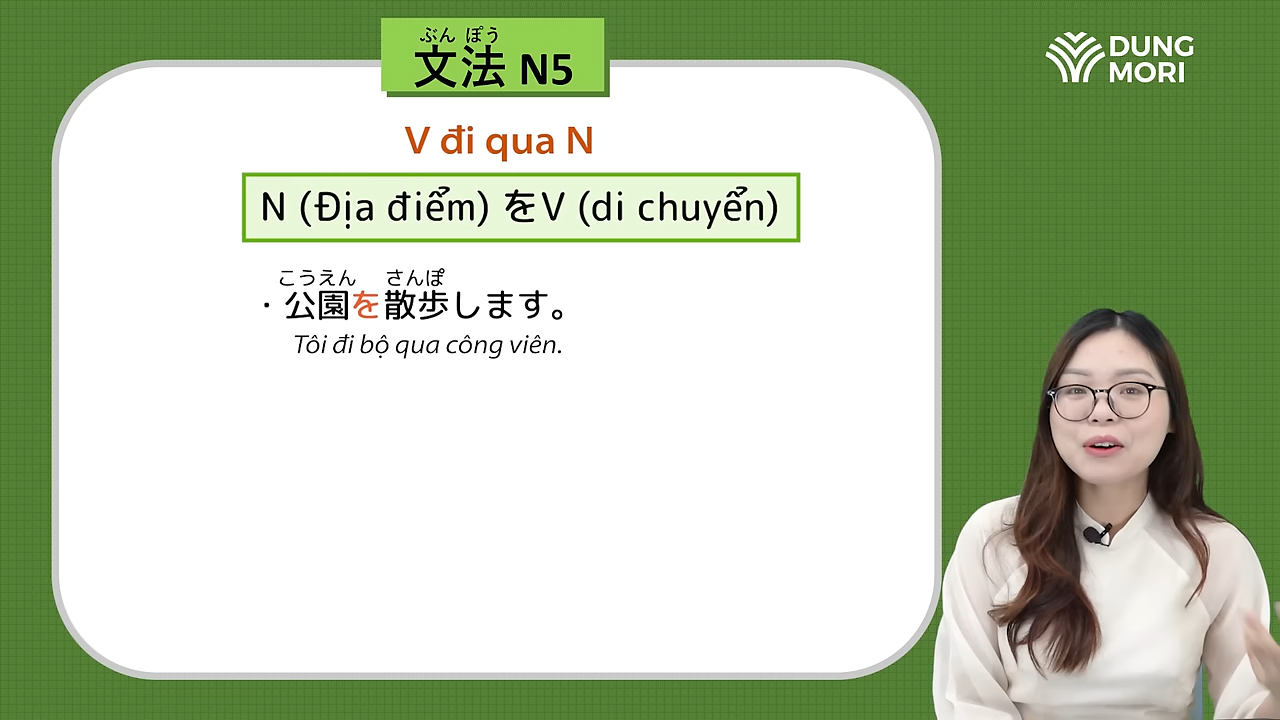 ぶん ぽう
文法 N5
DUNG
MORI
V đi qua N
N (Địa điểm) をV (di chuyển)
こうえん さんぽ
・公園を散歩します。
Tôi đi bộ qua công viên.